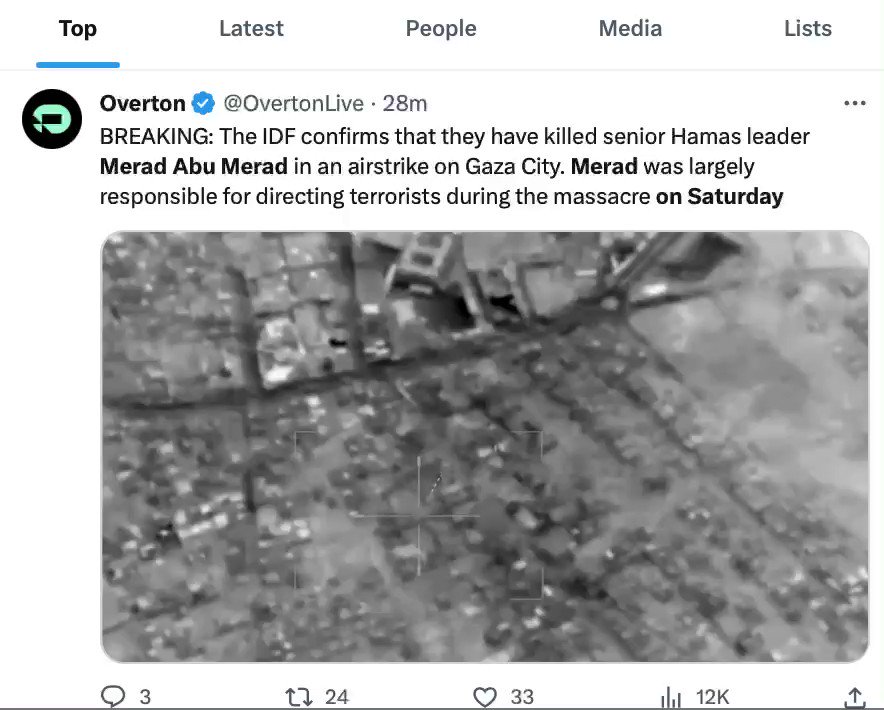 Top Latest People Media Lists
Overton @OvertonLive · 28m
BREAKING: The IDF confirms that they have killed senior Hamas leader
Merad Abu Merad in an airstrike on Gaza City. Merad was largely
responsible for directing terrorists during the massacre on Saturday
3 24 33 12K